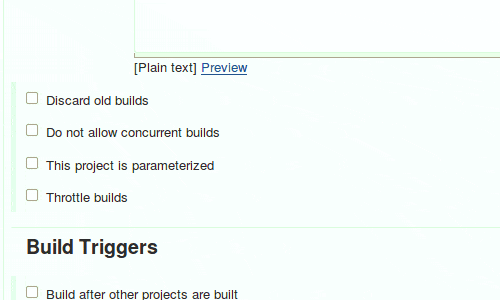 [Plain text] Preview
Discard old builds
Do not allow concurrent builds
This project is parameterized
Throttle builds
Build Triggers
Build after other projects are built